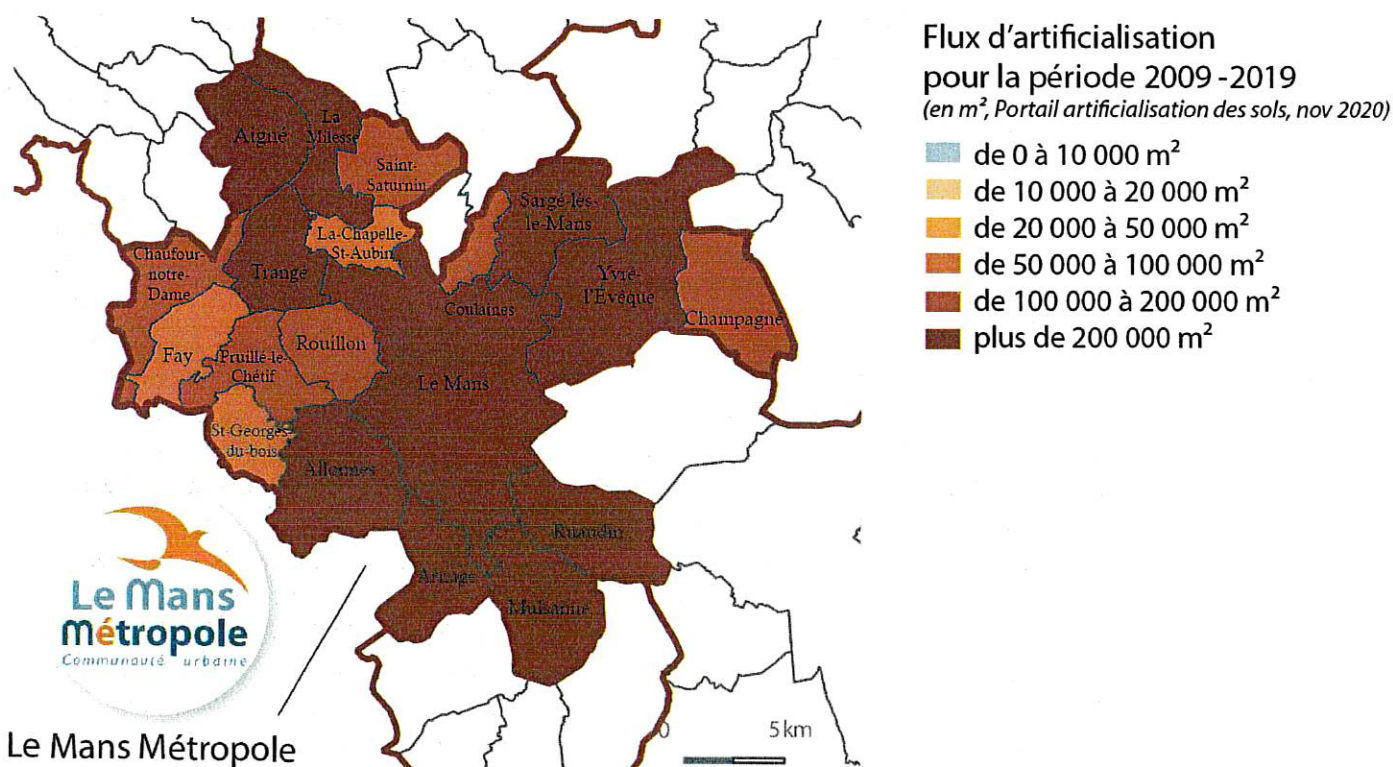 Flux d'artificialisation
pour la période 2009 -2019
(en m², Portail artificialisation des sols, nov 2020)
de 0 à 10 000 m²
de 10 000 à 20 000 m²
de 20 000 à 50 000 m²
de 50 000 à 100 000 m²
de 100 000 à 200 000 m²
plus de 200 000 m²
Aigné
La
Milesse
Saint-
Saturnin
Sargé-lès-
le-Mans
La-Chapelle-
St-Aubin
Chaufour-
notre-
Dame
Trangé
Yvré-
l'Évêque
Coulaines
Champagné
Fay
Pruillé-le-
Chétif
Rouillon
Le Mans
St-Georges-
du-bois
Allonnes
Ruaudin
Arnage
Mulsanne
Le Mans
Métropole
Communauté urbaine
Le Mans Métropole
0 5 km